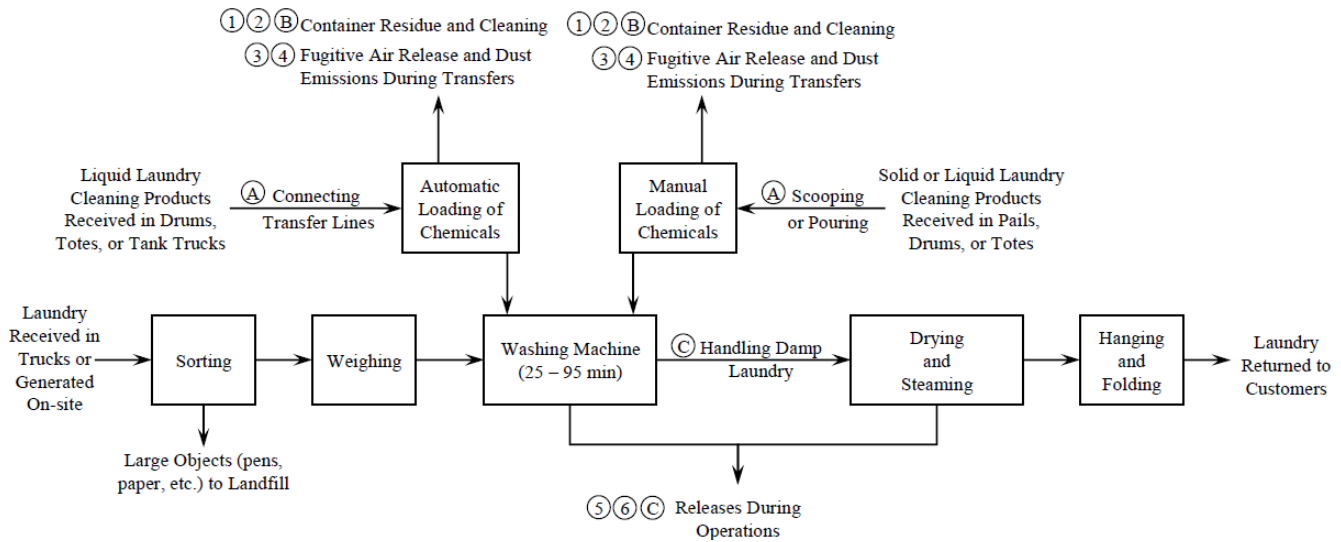 ①②Ⓑ Container Residue and Cleaning
③④ Fugitive Air Release and Dust
Emissions During Transfers
①②Ⓑ Container Residue and Cleaning
③④ Fugitive Air Release and Dust
Emissions During Transfers
Liquid Laundry
Cleaning Products
Received in Drums,
Totes, or Tank Trucks
Ⓐ Connecting
Transfer Lines
Automatic
Loading of
Chemicals
Manual
Loading of
Chemicals
Ⓐ Scooping
or Pouring
Solid or Liquid Laundry
Cleaning Products
Received in Pails,
Drums, or Totes
Laundry
Received in
Trucks or
Generated
On-site
Sorting
Weighing
Washing Machine
(25 – 95 min)
Ⓒ Handling Damp
Laundry
Drying
and
Steaming
Hanging
and
Folding
Laundry
Returned to
Customers
Large Objects (pens,
paper, etc.) to Landfill
⑤⑥Ⓒ Releases During
Operations